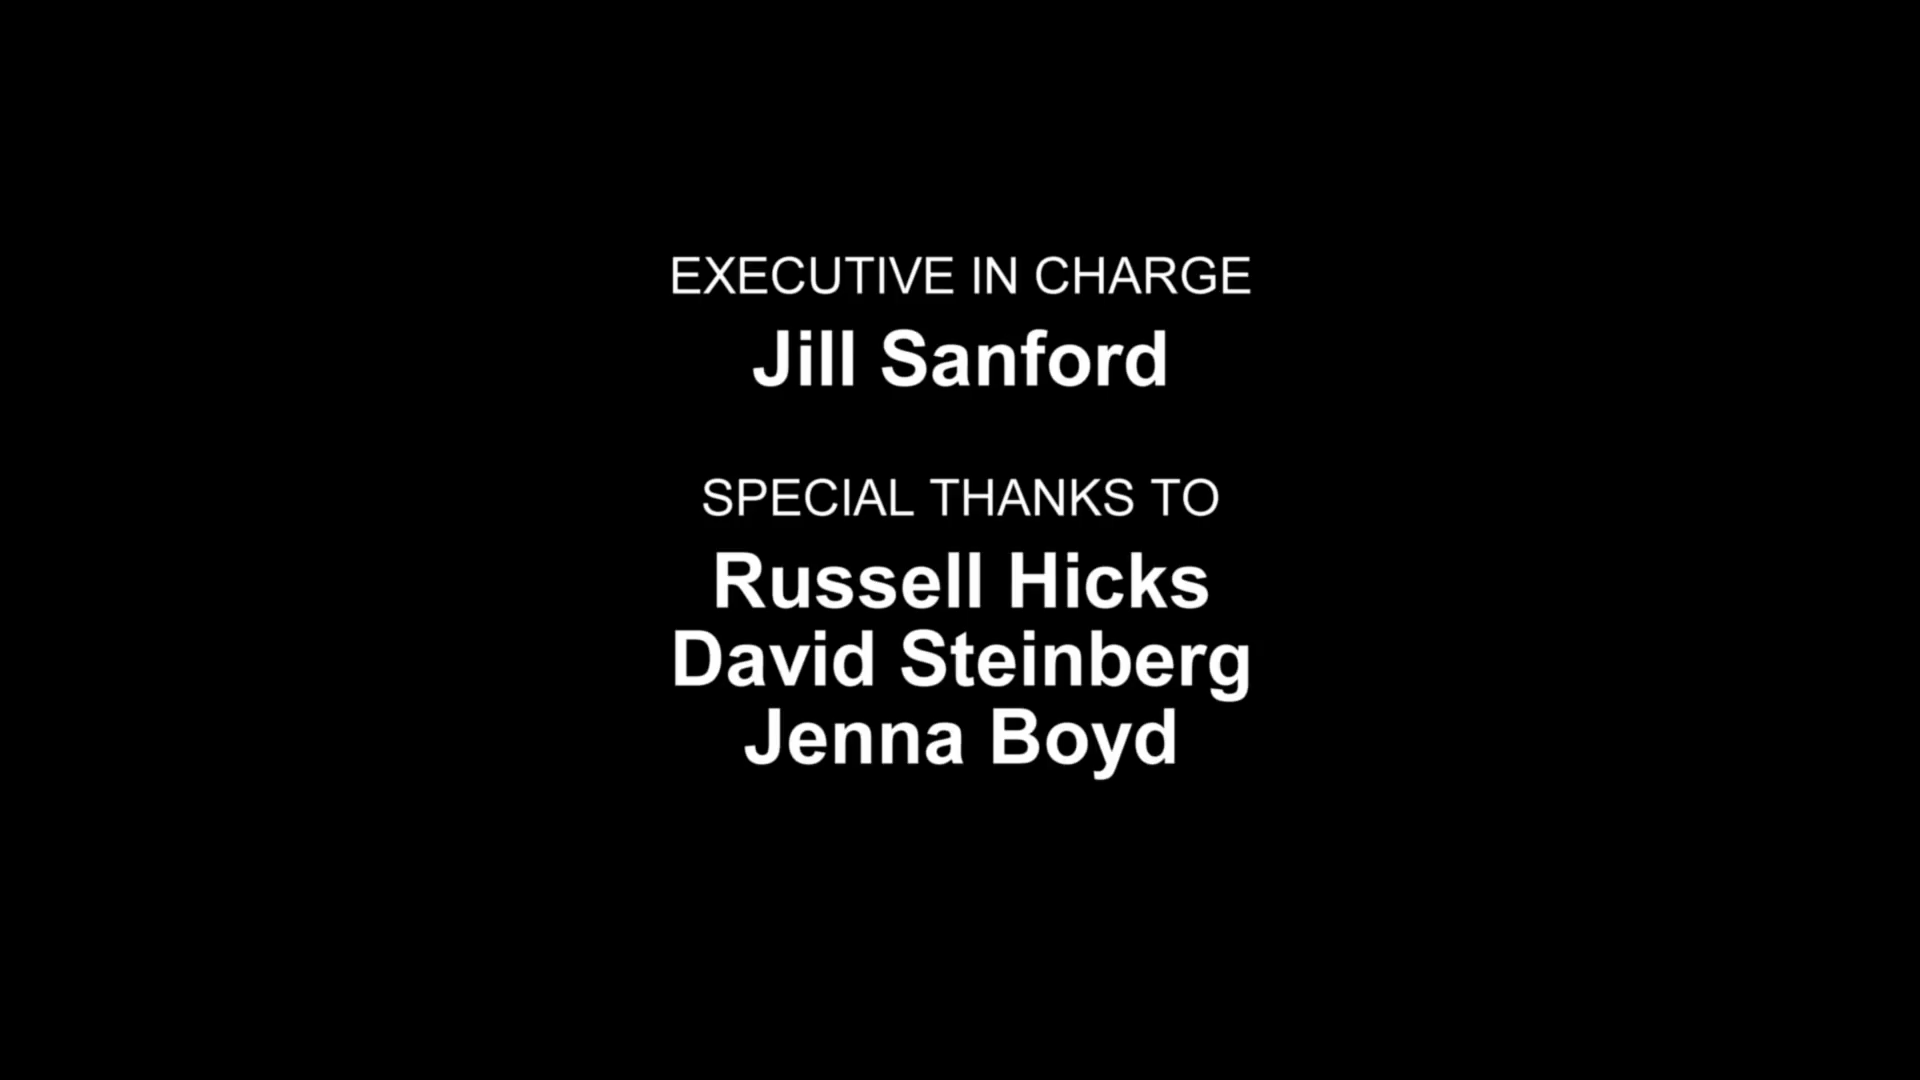 EXECUTIVE IN CHARGE
Jill Sanford
SPECIAL THANKS TO
Russell Hicks
David Steinberg
Jenna Boyd